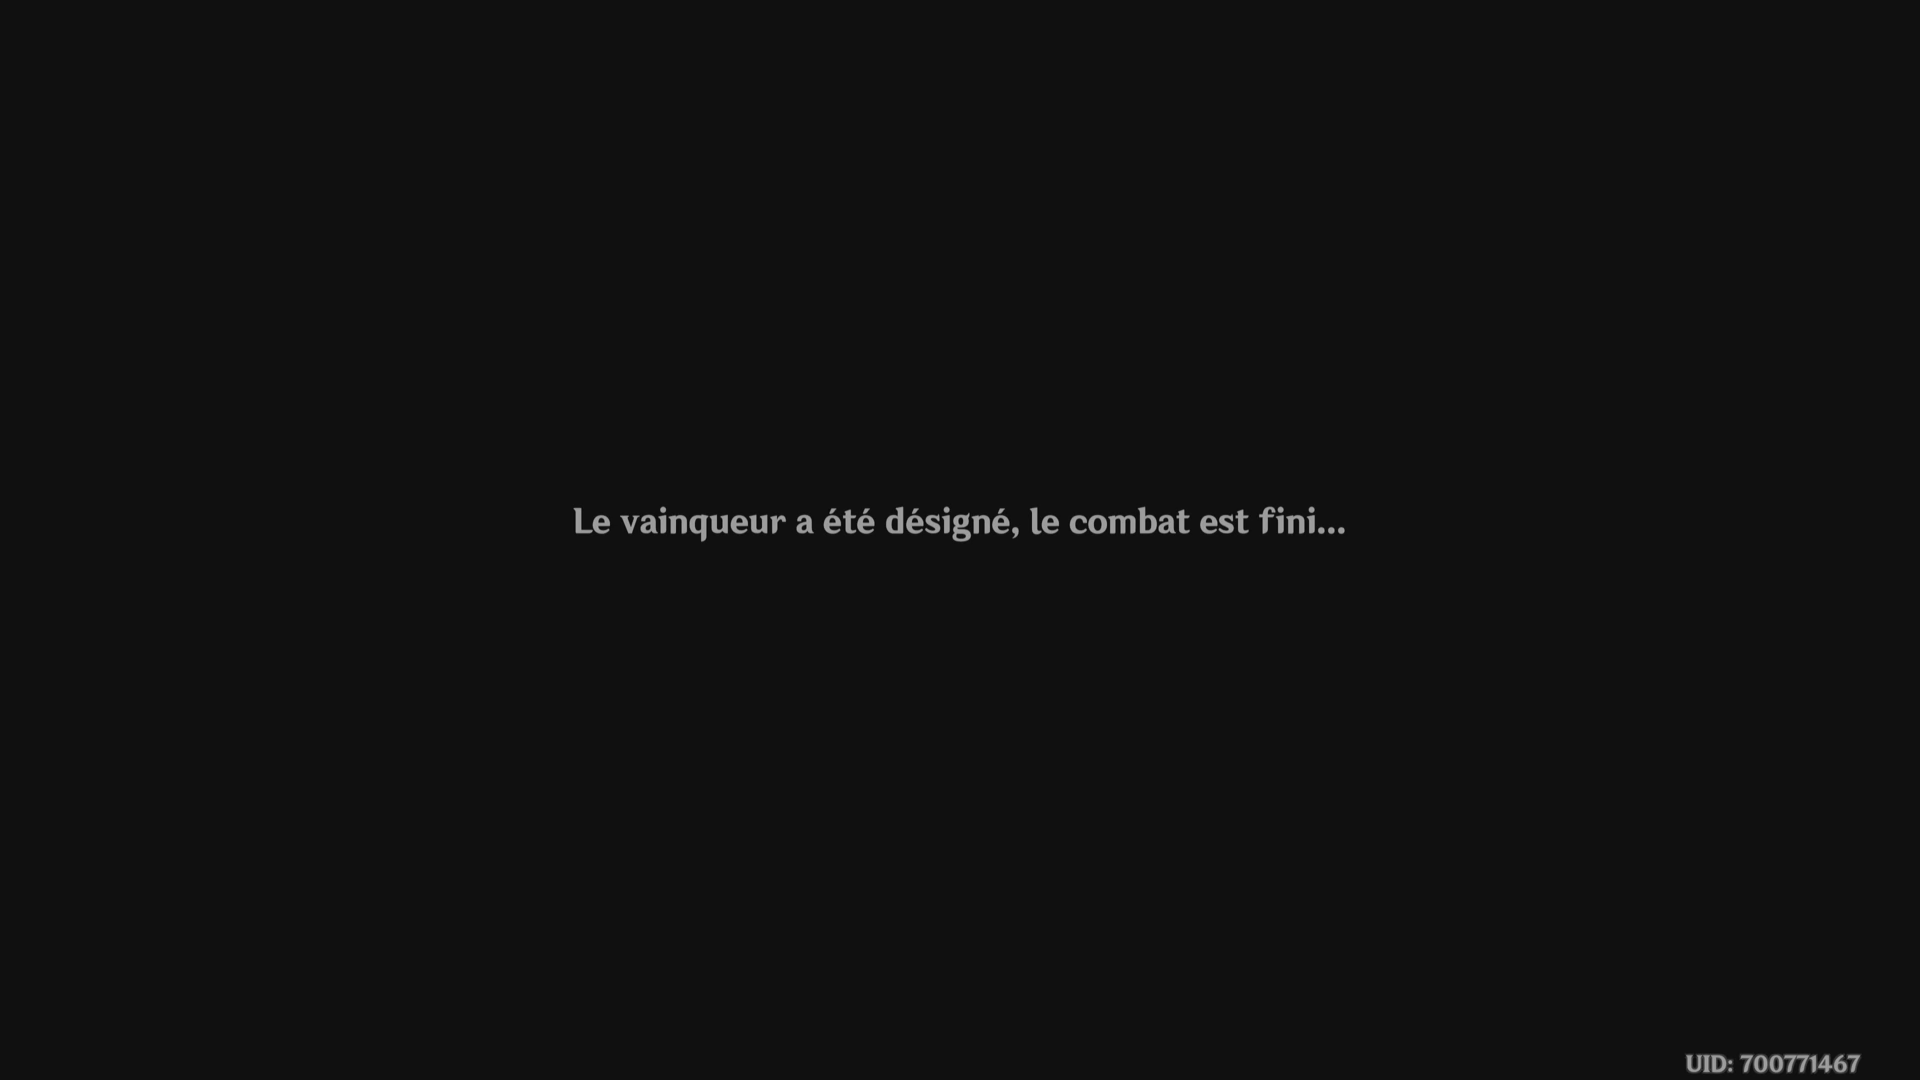 Le vainqueur a été désigné, le combat est fini...
UID: 700771467